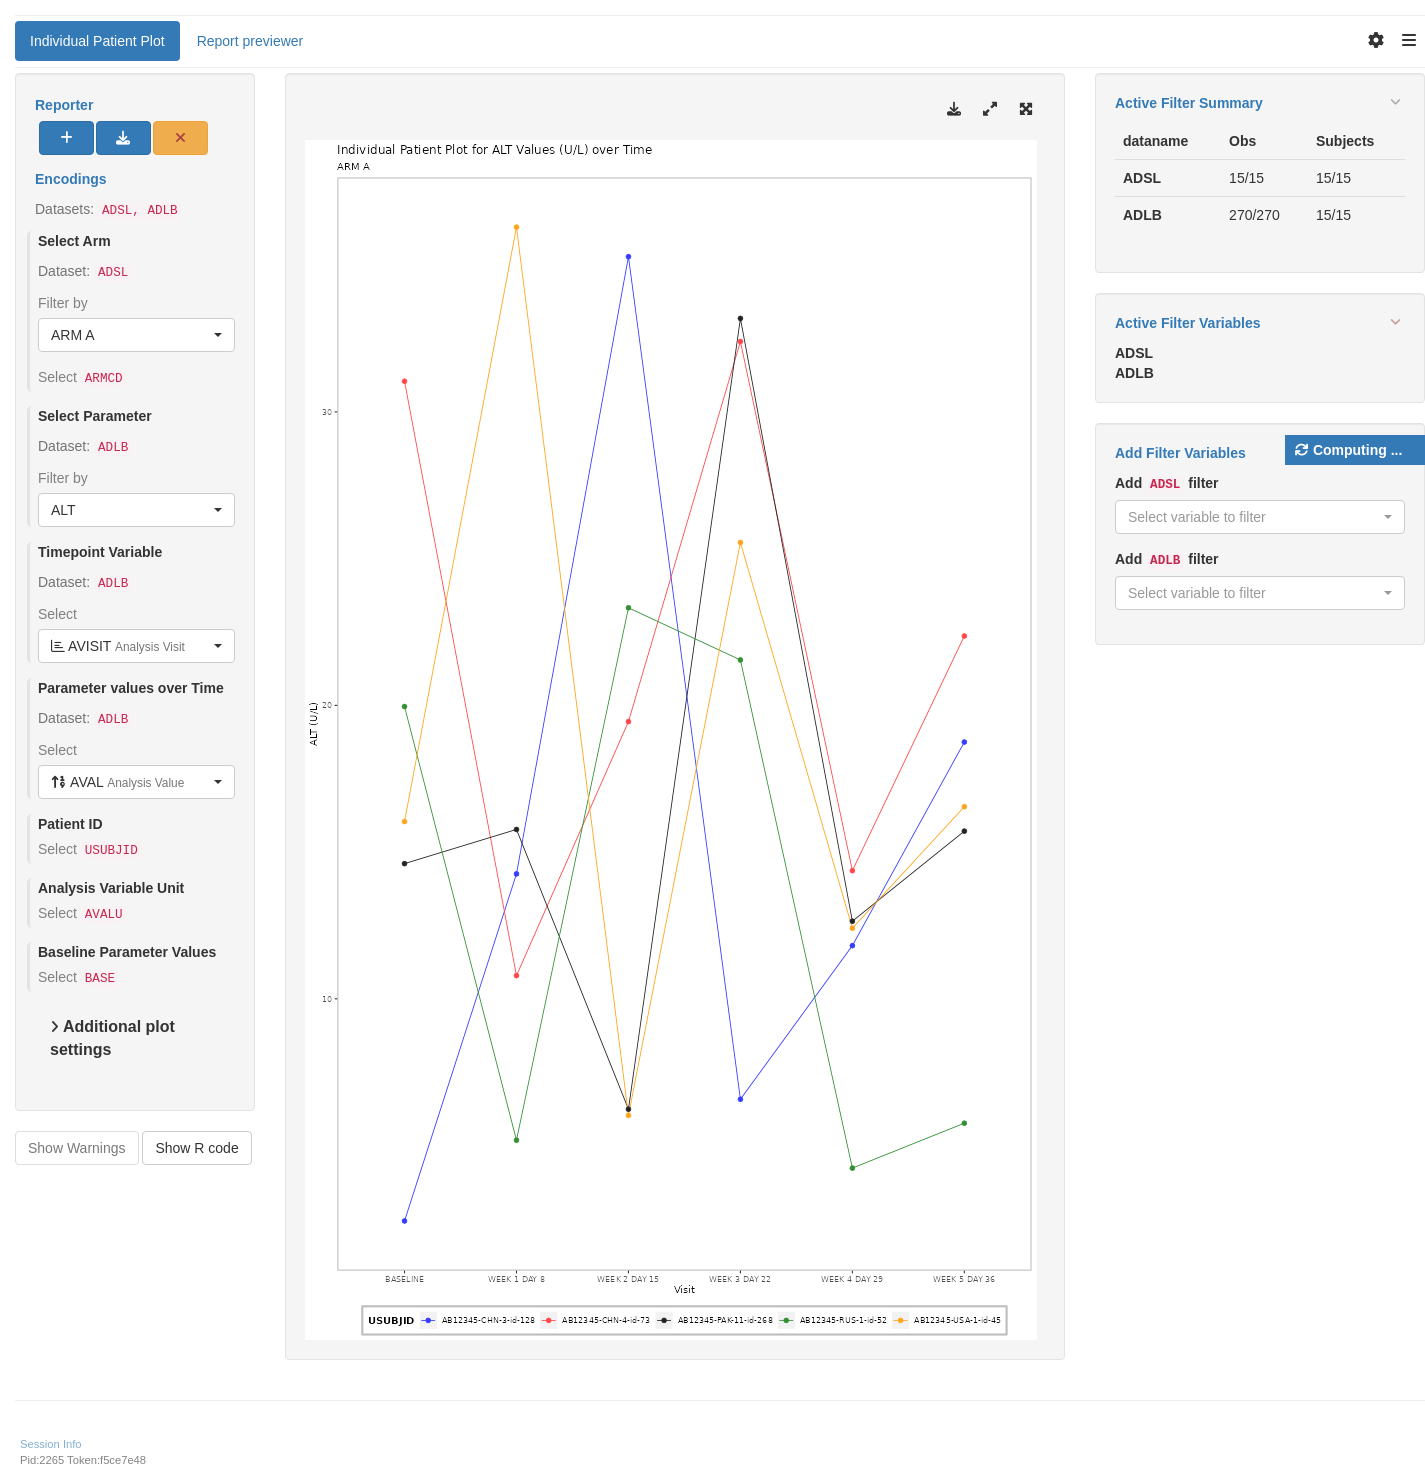 Individual Patient Plot
Report previewer
Reporter
Encodings
Datasets: ADSL, ADLB
Select Arm
Dataset: ADSL
Filter by
ARM A
Select ARMCD
Select Parameter
Dataset: ADLB
Filter by
ALT
Timepoint Variable
Dataset: ADLB
Select
AVISIT Analysis Visit
Parameter values over Time
Dataset: ADLB
Select
AVAL Analysis Value
Patient ID
Select USUBJID
Analysis Variable Unit
Select AVALU
Baseline Parameter Values
Select BASE
Additional plot
settings
Show Warnings
Show R code
Individual Patient Plot for ALT Values (U/L) over Time
ARM A
30
20
10
ALT (U/L)
BASELINE
WEEK 1 DAY 8
WEEK 2 DAY 15
WEEK 3 DAY 22
WEEK 4 DAY 29
WEEK 5 DAY 36
Visit
USUBJID AB12345-CHN-3-id-128 AB12345-CHN-4-id-73 AB12345-PAK-11-id-268 AB12345-RUS-1-id-52 AB12345-USA-1-id-45
Active Filter Summary
dataname Obs Subjects
ADSL 15/15 15/15
ADLB 270/270 15/15
Active Filter Variables
ADSL
ADLB
Add Filter Variables
Computing ...
Add ADSL filter
Select variable to filter
Add ADLB filter
Select variable to filter
Session Info
Pid:2265 Token:f5ce7e48